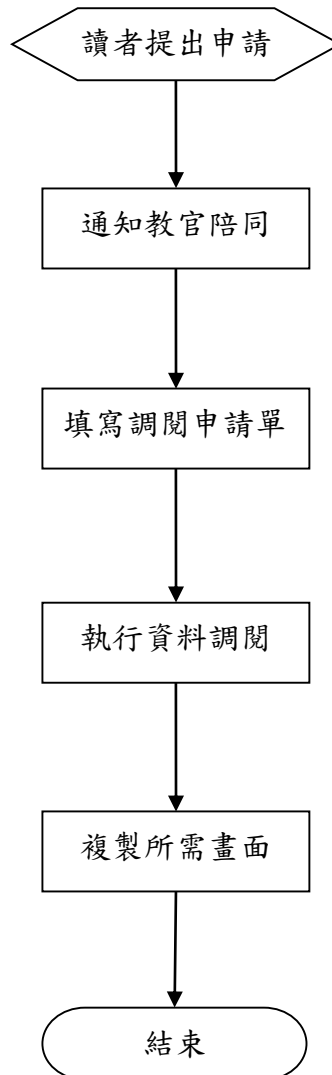 讀者提出申請
通知教官陪同
填寫調閱申請單
執行資料調閱
複製所需畫面
結束